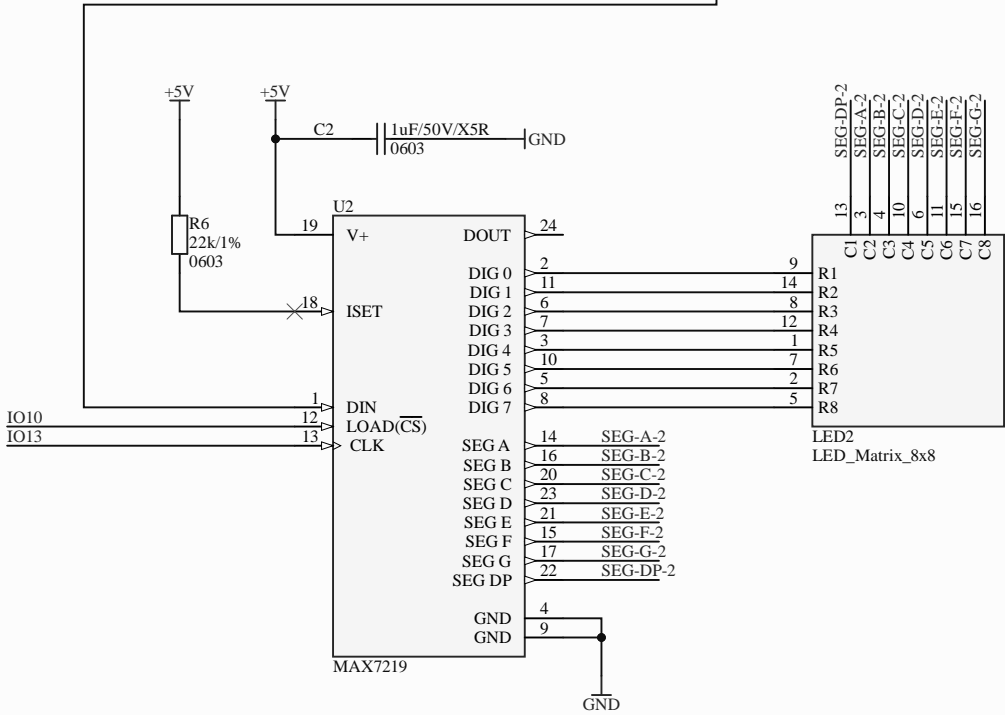 +5V
+5V
C2
1uF/50V/X5R
0603
GND
R6
22k/1%
0603
U2
19
V+
18
ISET
1
DIN
IO10
12
LOAD(CS)
IO13
13
CLK
DOUT
24
DIG 0
2
DIG 1
11
DIG 2
6
DIG 3
7
DIG 4
3
DIG 5
10
DIG 6
5
DIG 7
8
SEG A
14
SEG-A-2
SEG B
16
SEG-B-2
SEG C
20
SEG-C-2
SEG D
23
SEG-D-2
SEG E
21
SEG-E-2
SEG F
15
SEG-F-2
SEG G
17
SEG-G-2
SEG DP
22
SEG-DP-2
GND
4
GND
9
MAX7219
GND
SEG-DP-2
SEG-A-2
SEG-B-2
SEG-C-2
SEG-D-2
SEG-E-2
SEG-F-2
SEG-G-2
13
3
4
10
6
11
15
16
C1
C2
C3
C4
C5
C6
C7
C8
9
R1
14
R2
8
R3
12
R4
1
R5
7
R6
2
R7
5
R8
LED2
LED_Matrix_8x8